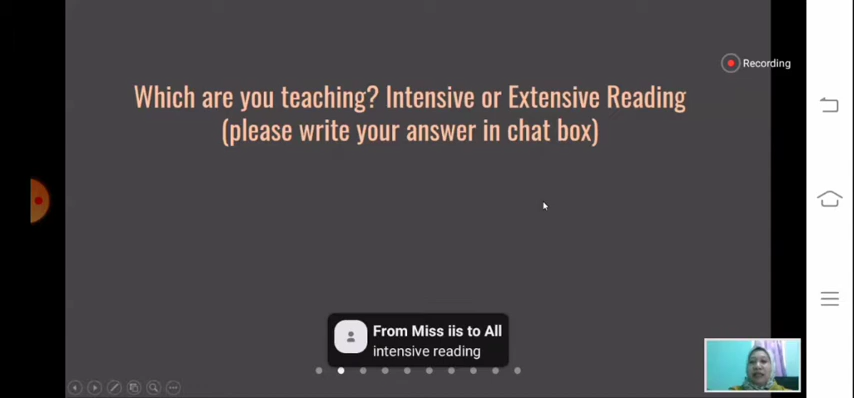 Recording
Which are you teaching? Intensive or Extensive Reading
(please write your answer in chat box)
From Miss iis to All
intensive reading